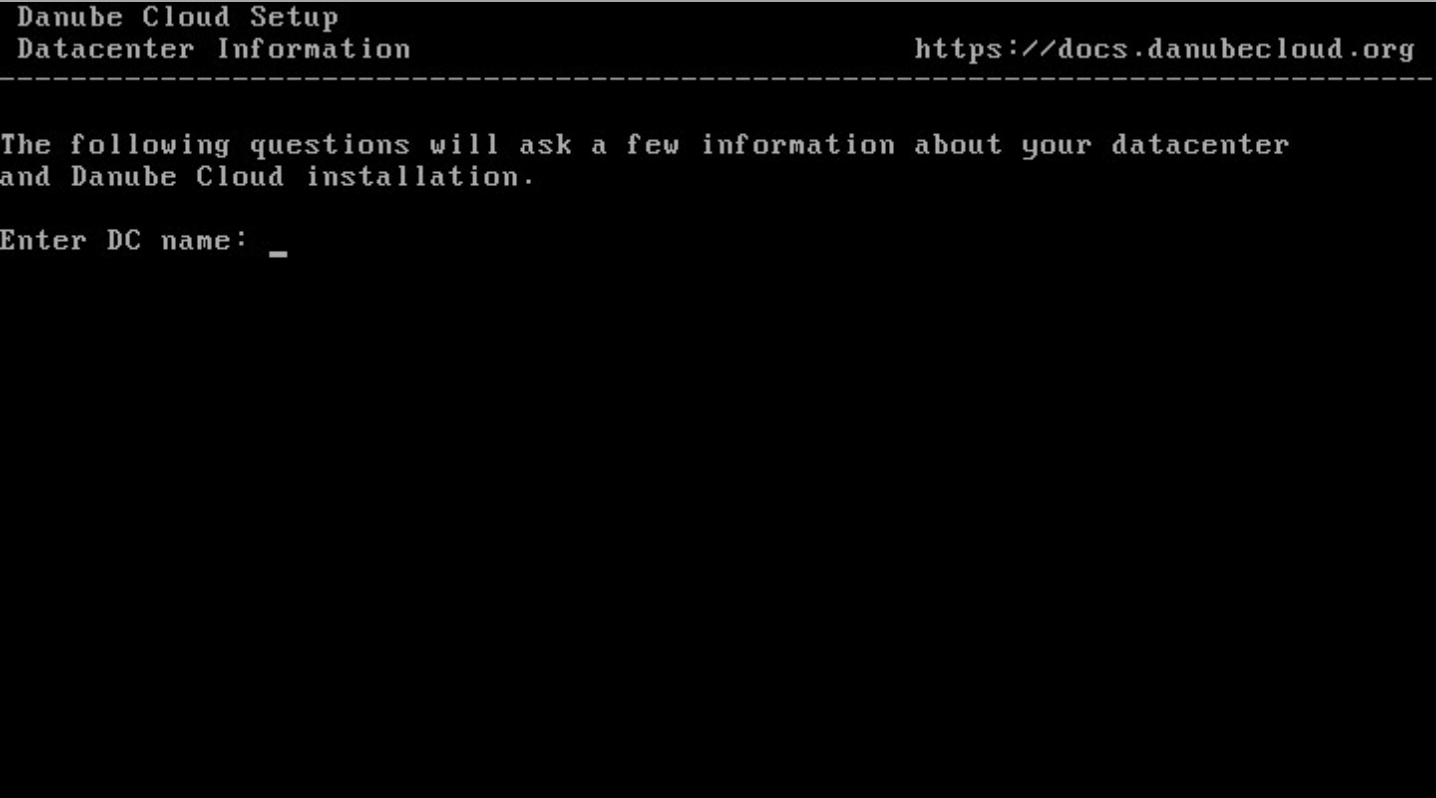 Danube Cloud Setup
Datacenter Information https://docs.danubecloud.org
--------------------------------------------------------------------------------
The following questions will ask a few information about your datacenter
and Danube Cloud installation.
Enter DC name: _